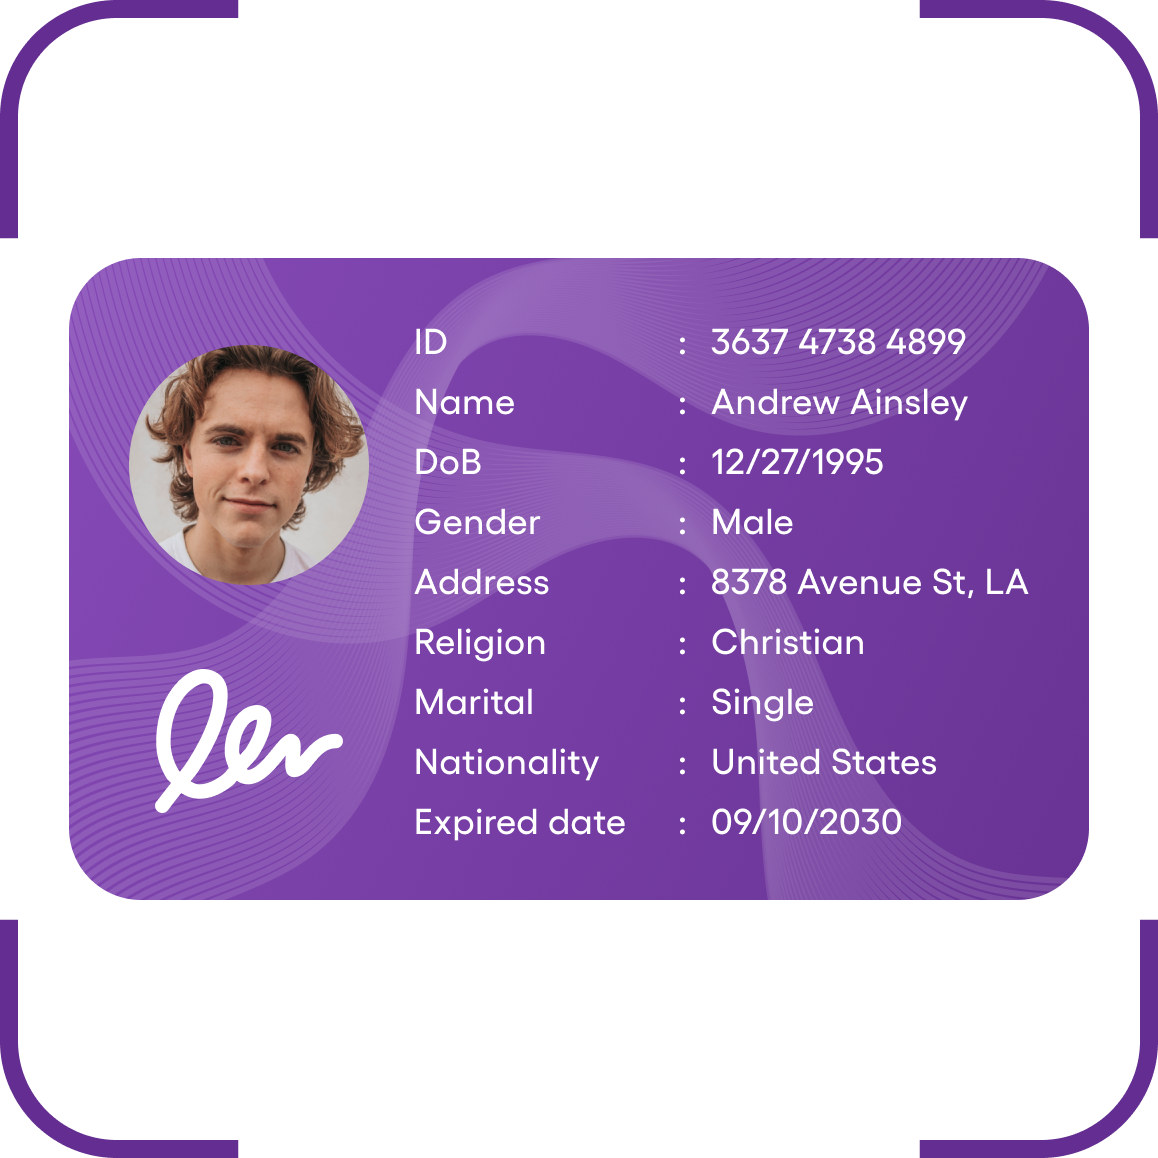 ID : 3637 4738 4899
Name : Andrew Ainsley
DoB : 12/27/1995
Gender : Male
Address : 8378 Avenue St, LA
Religion : Christian
Marital : Single
Nationality : United States
Expired date : 09/10/2030